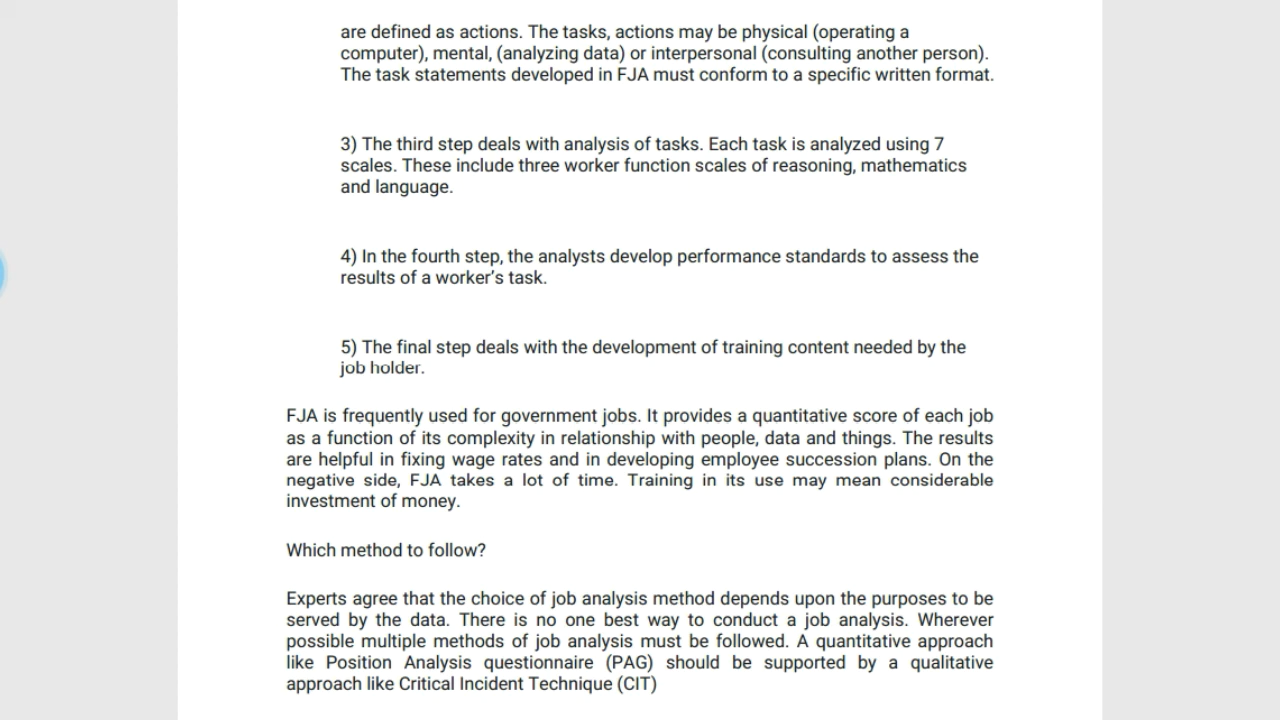 are defined as actions. The tasks, actions may be physical (operating a
computer), mental, (analyzing data) or interpersonal (consulting another person).
The task statements developed in FJA must conform to a specific written format.
3) The third step deals with analysis of tasks. Each task is analyzed using 7
scales. These include three worker function scales of reasoning, mathematics
and language.
4) In the fourth step, the analysts develop performance standards to assess the
results of a worker’s task.
5) The final step deals with the development of training content needed by the
job holder.
FJA is frequently used for government jobs. It provides a quantitative score of each job
as a function of its complexity in relationship with people, data and things. The results
are helpful in fixing wage rates and in developing employee succession plans. On the
negative side, FJA takes a lot of time. Training in its use may mean considerable
investment of money.
Which method to follow?
Experts agree that the choice of job analysis method depends upon the purposes to be
served by the data. There is no one best way to conduct a job analysis. Wherever
possible multiple methods of job analysis must be followed. A quantitative approach
like Position Analysis questionnaire (PAG) should be supported by a qualitative
approach like Critical Incident Technique (CIT)